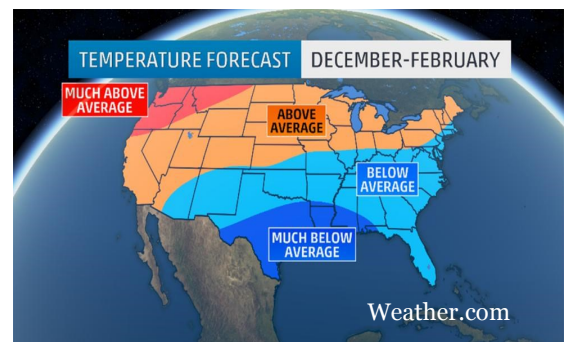 TEMPERATURE FORECAST DECEMBER-FEBRUARY
MUCH ABOVE
AVERAGE
ABOVE
AVERAGE
BELOW
AVERAGE
MUCH BELOW
AVERAGE
Weather.com